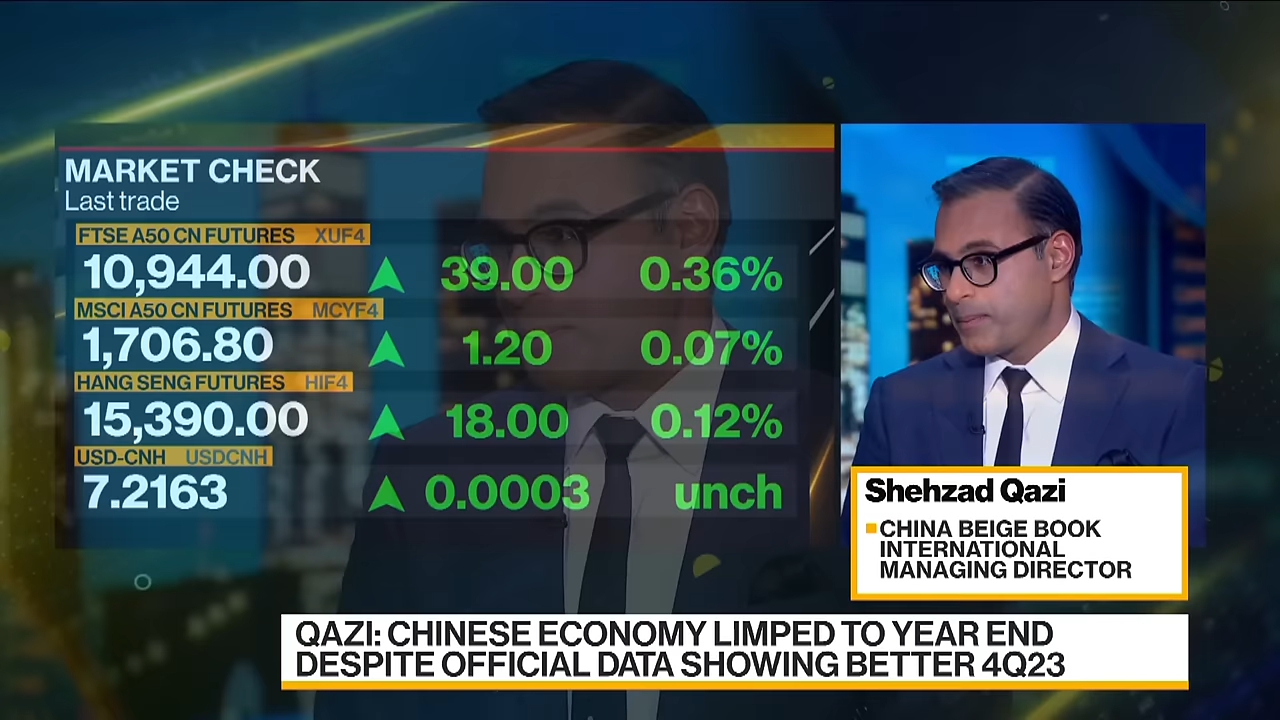 MARKET CHECK
Last trade
FTSE A50 CN FUTURES XUF4
10,944.00 39.00 0.36%
MSCI A50 CN FUTURES MCYF4
1,706.80 1.20 0.07%
HANG SENG FUTURES HIF4
15,390.00 18.00 0.12%
USD-CNH USDCNH
7.2163 0.0003 unch
Shehzad Qazi
CHINA BEIGE BOOK
INTERNATIONAL
MANAGING DIRECTOR
QAZI: CHINESE ECONOMY LIMPED TO YEAR END
DESPITE OFFICIAL DATA SHOWING BETTER 4Q23